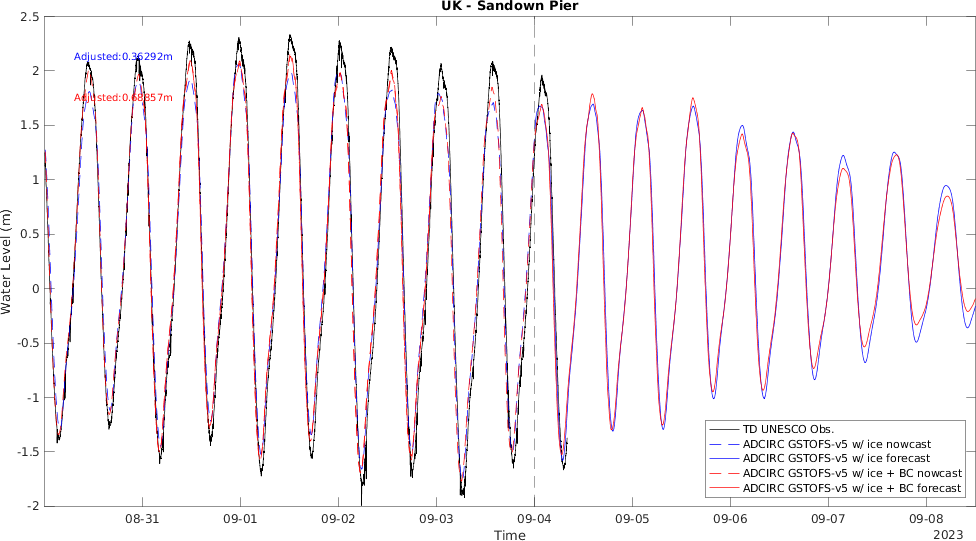 UK - Sandown Pier
2.5
2
1.5
1
0.5
0
-0.5
-1
-1.5
-2
Water Level (m)
Adjusted:0.36292m
Adjusted:0.68857m
TD UNESCO Obs.
ADCIRC GSTOFS-v5 w/ ice nowcast
ADCIRC GSTOFS-v5 w/ ice forecast
ADCIRC GSTOFS-v5 w/ ice + BC nowcast
ADCIRC GSTOFS-v5 w/ ice + BC forecast
08-31 09-01 09-02 09-03 09-04 09-05 09-06 09-07 09-08
Time
2023